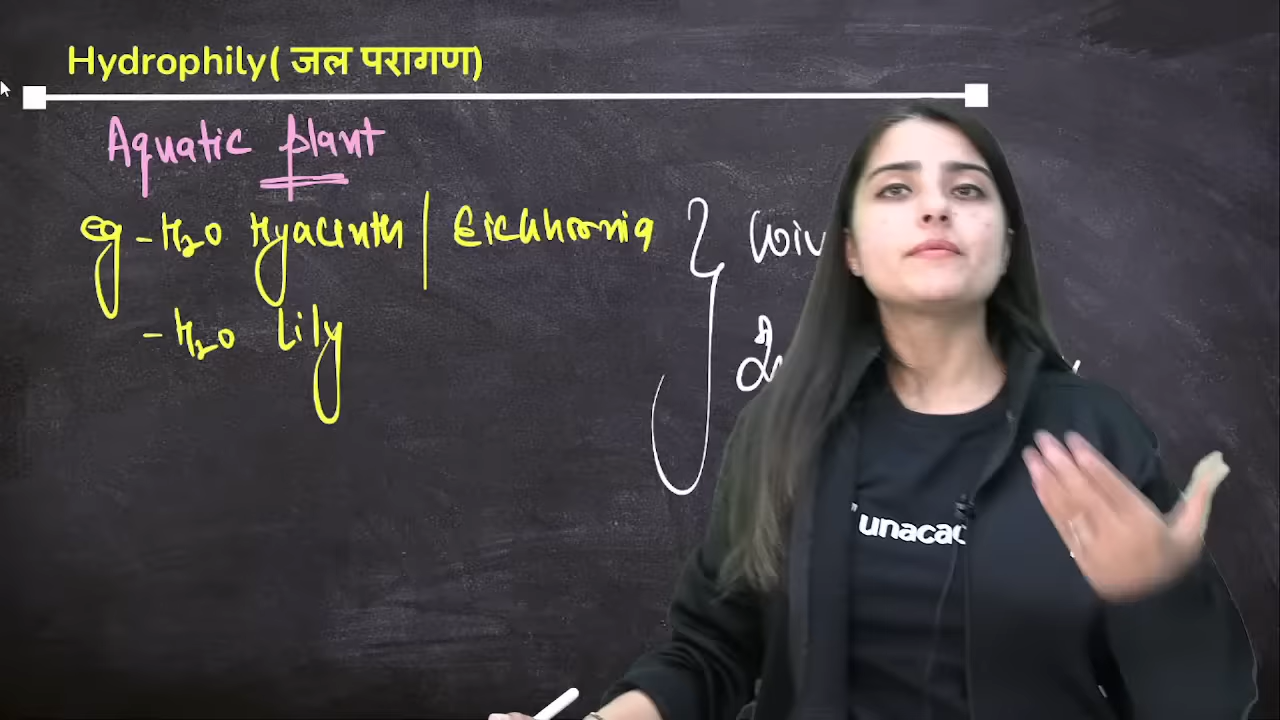 Hydrophily( जल परागण)
Aquatic plant
eg - H₂O Hyacinth | Eichhornia
- H₂O Lily
unacad